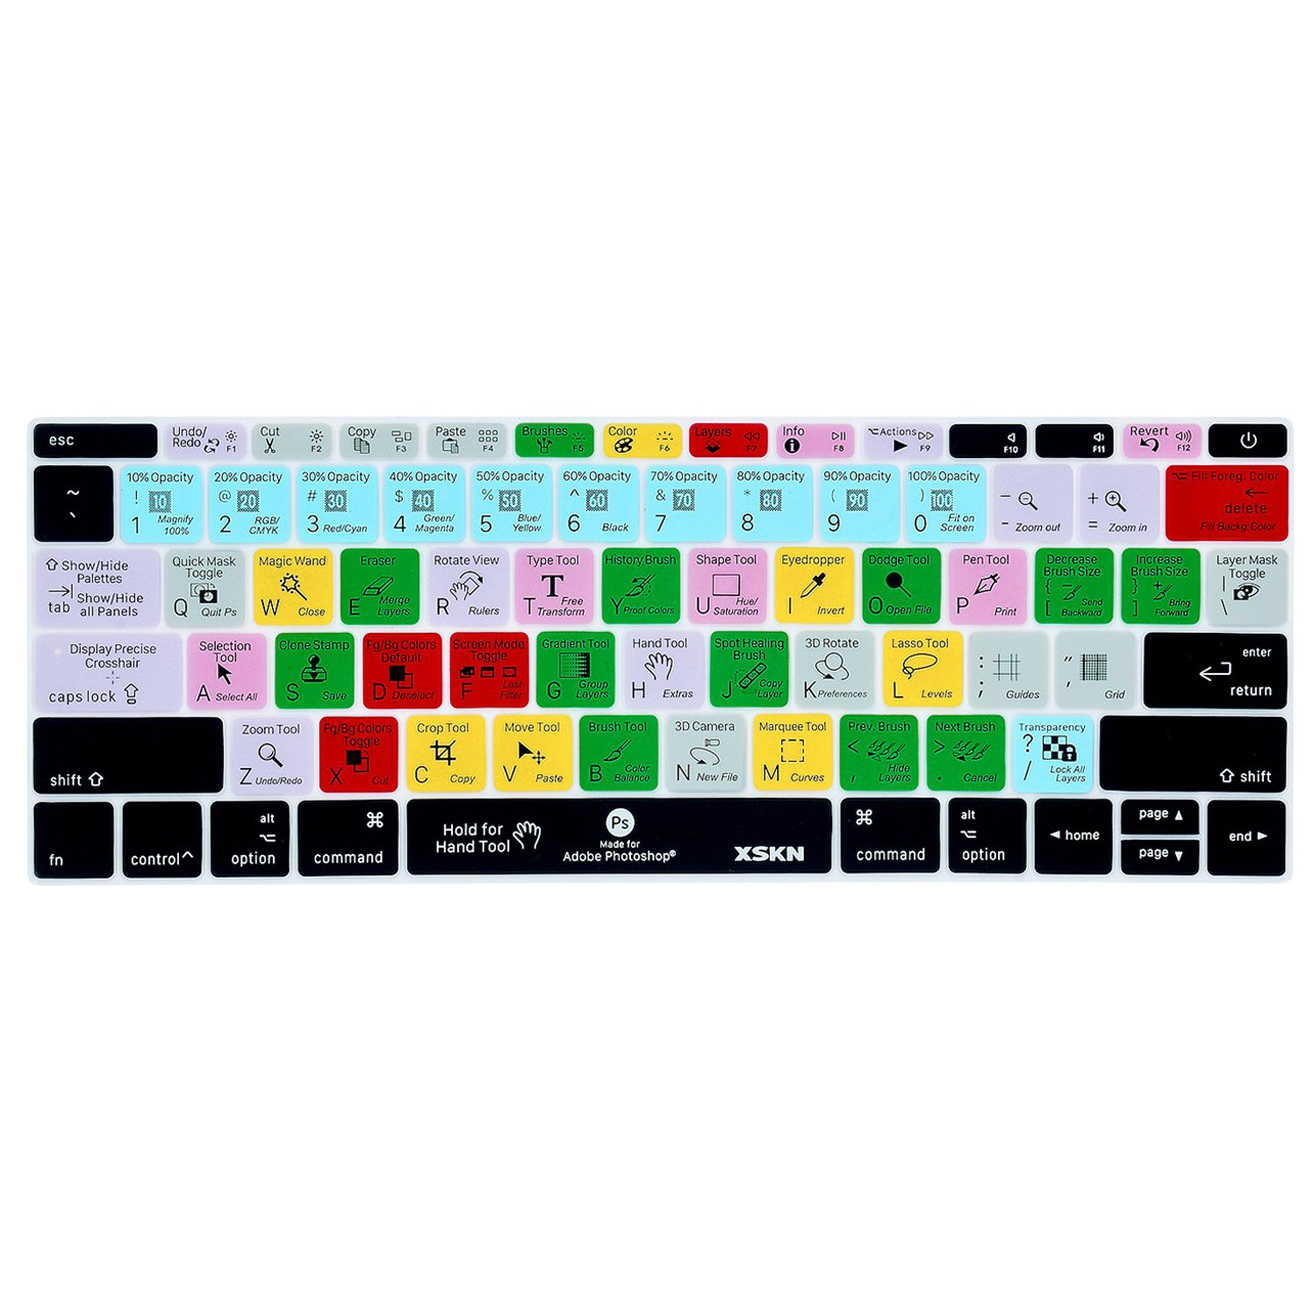 esc
Undo/
Redo
F1
Cut
F2
Copy
F3
Paste
F4
Brushes
F5
Color
F6
Layers
F7
Info
F8
⌥Actions
F9
F10
F11
Revert
F12
~
`
10% Opacity
! 10
1 Magnify
100%
20% Opacity
@ 20
2 RGB/
CMYK
30% Opacity
# 30
3 Red/Cyan
40% Opacity
$ 40
4 Green/
Magenta
50% Opacity
% 50
5 Blue/
Yellow
60% Opacity
^ 60
6 Black
70% Opacity
& 70
7
80% Opacity
* 80
8
90% Opacity
( 90
9
100% Opacity
) 100
0 Fit on
Screen
–
- Zoom out
+
= Zoom in
⌥ Fill Foreg. Color
delete
Fill Backg.Color
Show/Hide
Palettes
tab Show/Hide
all Panels
Quick Mask
Toggle
Q Quit Ps
Magic Wand
W Close
Eraser
E Merge
Layers
Rotate View
R Rulers
Type Tool
T
T Free
Transform
History Brush
Y Proof Colors
Shape Tool
U Hue/
Saturation
Eyedropper
I Invert
Dodge Tool
O Open File
Pen Tool
P Print
Decrease
Brush Size
{ -
[ Send
Backward
Increase
Brush Size
} +
] Bring
Forward
Layer Mask
Toggle
|
\
Display Precise
Crosshair
caps lock
Selection
Tool
A Select All
Clone Stamp
S Save
Fg/Bg Colors
Default
D Deselect
Screen Mode
Toggle
F Last
Filter
Gradient Tool
G Group
Layers
Hand Tool
H Extras
Spot Healing
Brush
J Copy
Layer
3D Rotate
K Preferences
Lasso Tool
L Levels
:
; Guides
"
' Grid
enter
return
shift
Zoom Tool
Z Undo/Redo
Fg/Bg Colors
Toggle
X Cut
Crop Tool
C Copy
Move Tool
V Paste
Brush Tool
B Color
Balance
3D Camera
N New File
Marquee Tool
M Curves
Prev. Brush
<
, Hide
Layers
Next Brush
>
. Cancel
Transparency
?
/ Lock All
Layers
shift
fn
control^
alt
⌥
option
⌘
command
Hold for
Hand Tool
Ps
Made for
Adobe Photoshop®
XSKN
⌘
command
alt
⌥
option
◄ home
page ▲
page ▼
end ►